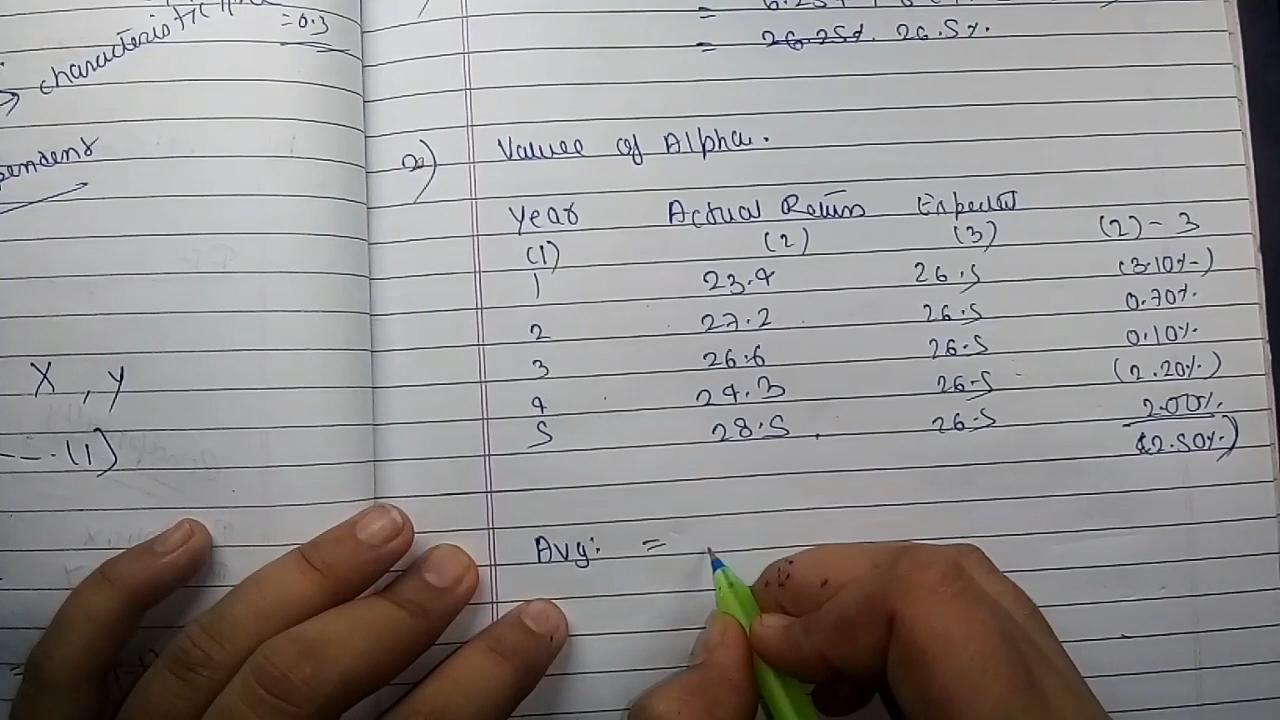 characteristic
= 0.3
pendent
X , y
--- (1)
=
= 26.25% 26.5%.
2) Values of Alpha.
Year Actual Return Expected
(1) (2) (3) (2) - 3
1 23.4 26.5 (3.10%)
2 27.2 26.5 0.70%
3 26.6 26.5 0.10%
4 24.3 26.5 (2.20%)
5 28.5 26.5 2.00%
(2.50%)
Avg: =